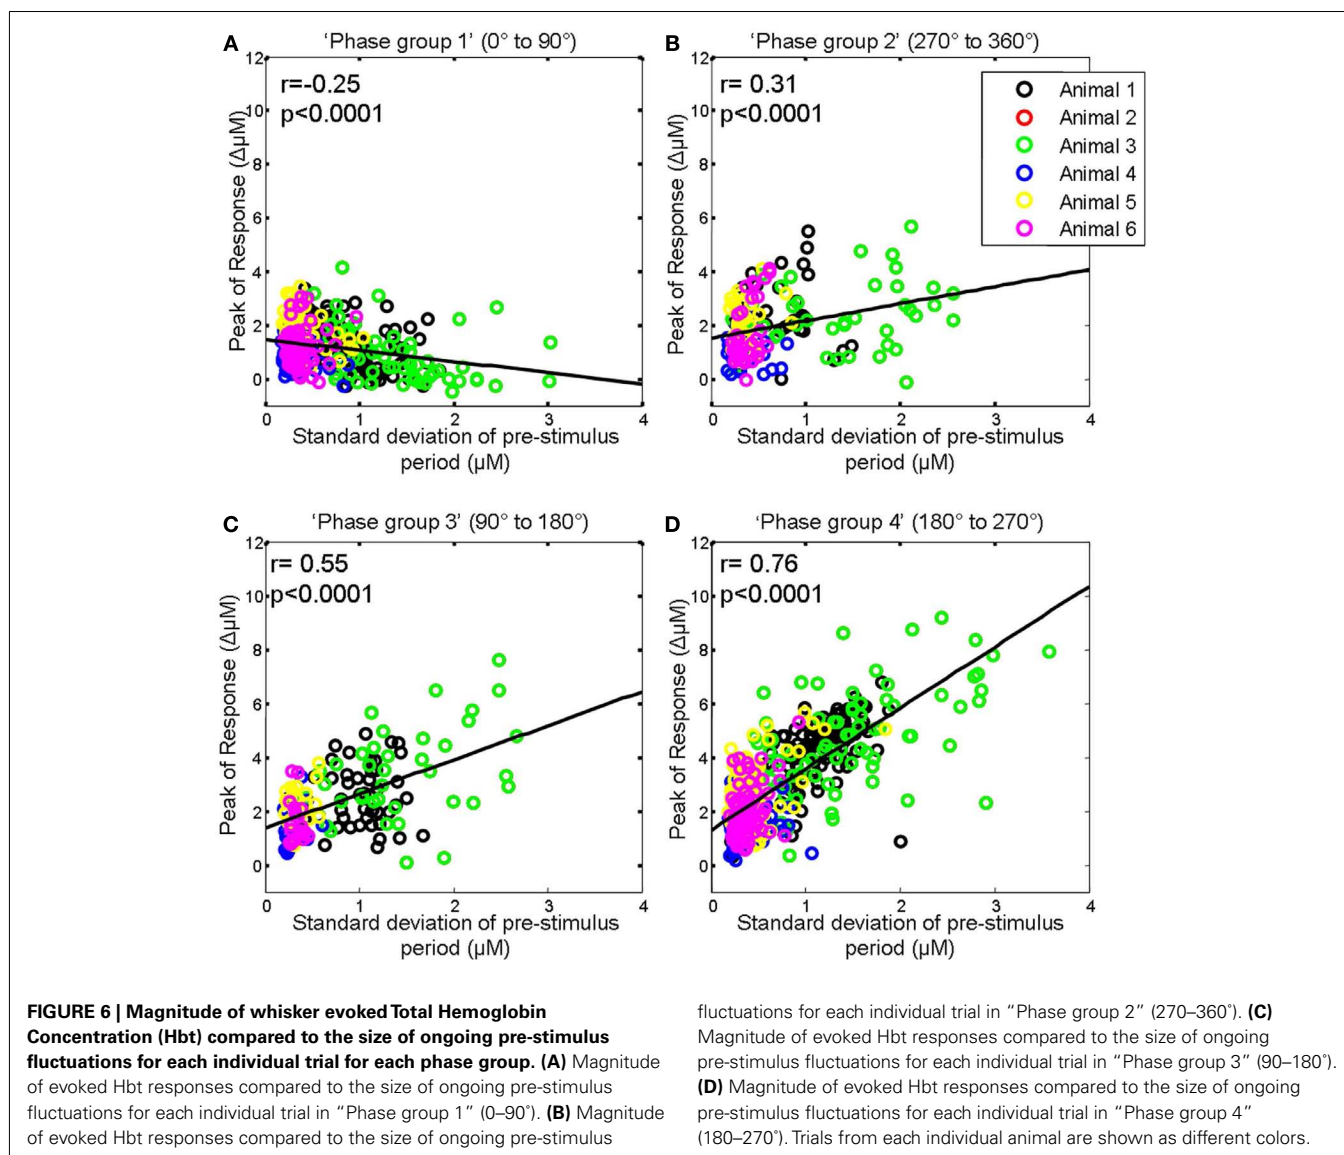 A
'Phase group 1' (0° to 90°)
r=-0.25
p<0.0001
Peak of Response (ΔµM)
12
10
8
6
4
2
0
0 1 2 3 4
Standard deviation of pre-stimulus
period (µM)
B
'Phase group 2' (270° to 360°)
r= 0.31
p<0.0001
Peak of Response (ΔµM)
12
10
8
6
4
2
0
0 1 2 3 4
Standard deviation of pre-stimulus
period (µM)
Animal 1
Animal 2
Animal 3
Animal 4
Animal 5
Animal 6
C
'Phase group 3' (90° to 180°)
r= 0.55
p<0.0001
Peak of Response (ΔµM)
12
10
8
6
4
2
0
0 1 2 3 4
Standard deviation of pre-stimulus
period (µM)
D
'Phase group 4' (180° to 270°)
r= 0.76
p<0.0001
Peak of Response (ΔµM)
12
10
8
6
4
2
0
0 1 2 3 4
Standard deviation of pre-stimulus
period (µM)
FIGURE 6 | Magnitude of whisker evoked Total Hemoglobin
Concentration (Hbt) compared to the size of ongoing pre-stimulus
fluctuations for each individual trial for each phase group. (A) Magnitude
of evoked Hbt responses compared to the size of ongoing pre-stimulus
fluctuations for each individual trial in “Phase group 1” (0–90°). (B) Magnitude
of evoked Hbt responses compared to the size of ongoing pre-stimulus
fluctuations for each individual trial in “Phase group 2” (270–360°). (C)
Magnitude of evoked Hbt responses compared to the size of ongoing
pre-stimulus fluctuations for each individual trial in “Phase group 3” (90–180°).
(D) Magnitude of evoked Hbt responses compared to the size of ongoing
pre-stimulus fluctuations for each individual trial in “Phase group 4”
(180–270°). Trials from each individual animal are shown as different colors.